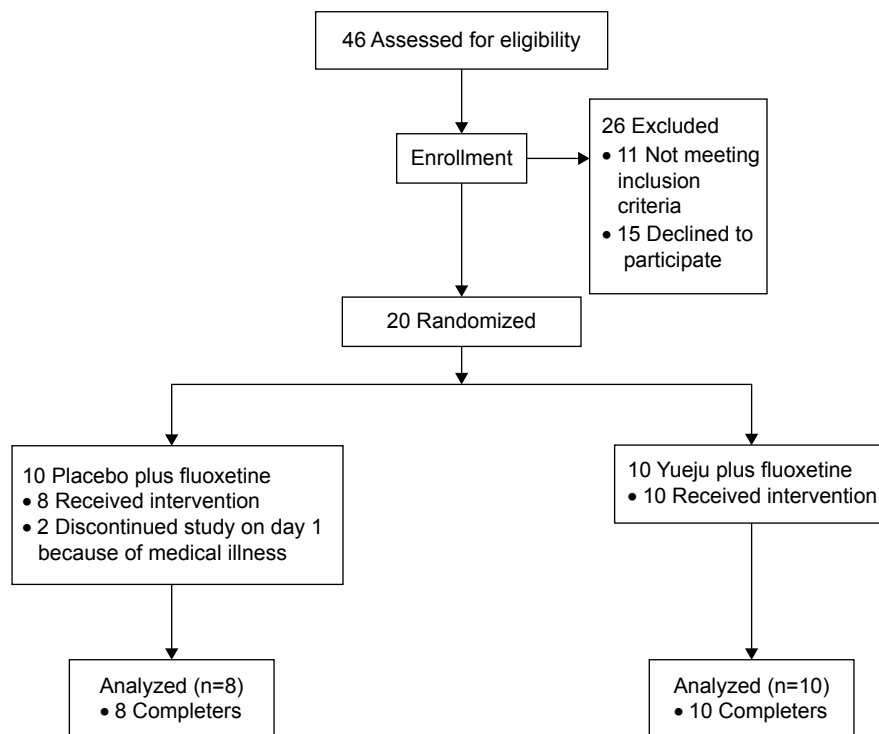 46 Assessed for eligibility
Enrollment
26 Excluded
• 11 Not meeting
inclusion
criteria
• 15 Declined to
participate
20 Randomized
10 Placebo plus fluoxetine
• 8 Received intervention
• 2 Discontinued study on day 1
because of medical illness
10 Yueju plus fluoxetine
• 10 Received intervention
Analyzed (n=8)
• 8 Completers
Analyzed (n=10)
• 10 Completers